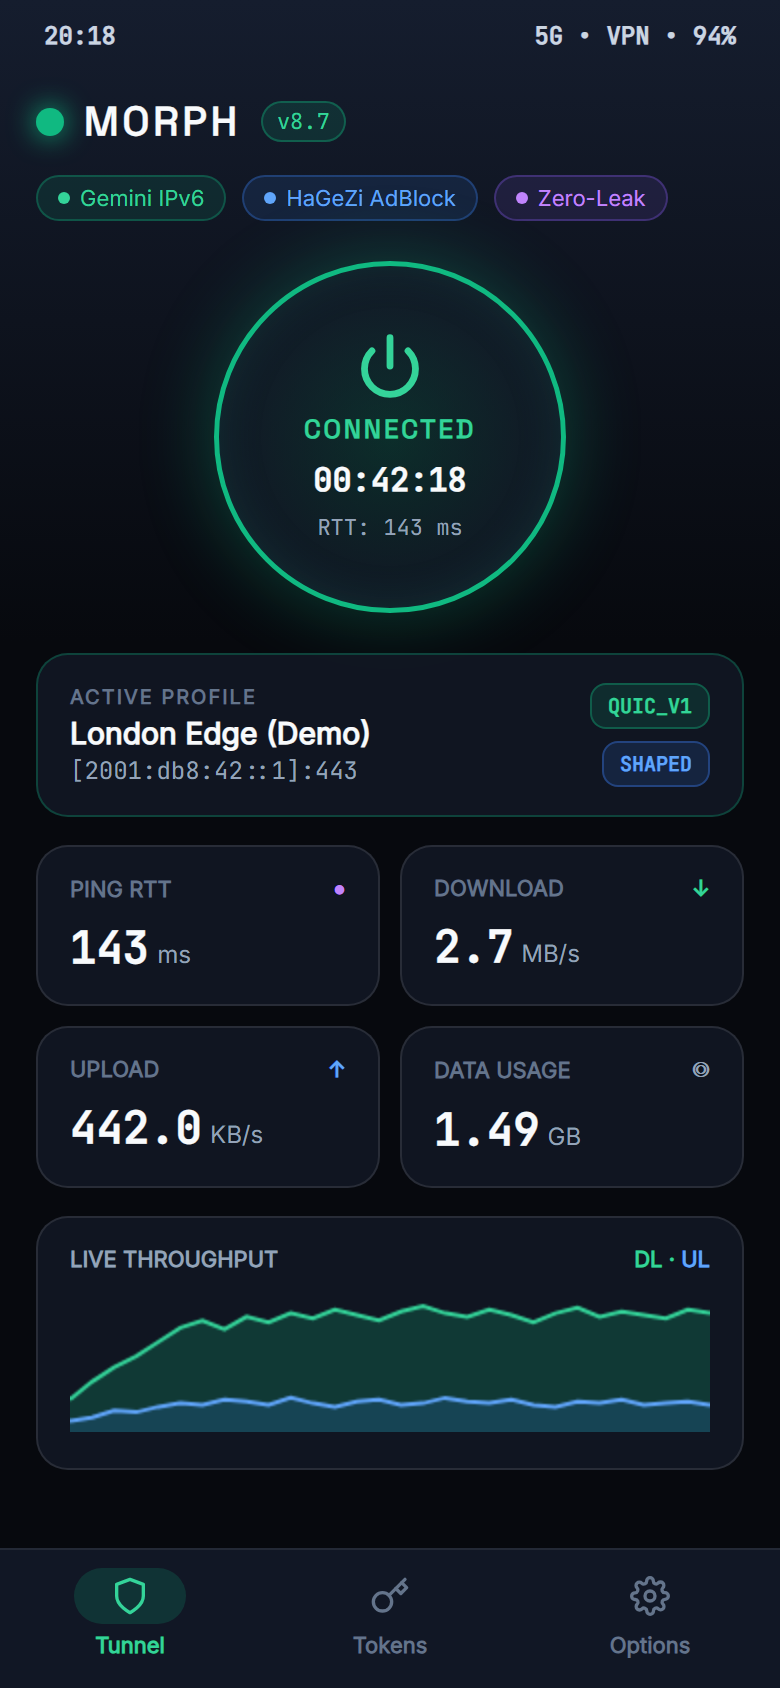 20:18 5G • VPN • 94%
MORPH v8.7
Gemini IPv6 HaGeZi AdBlock Zero-Leak
CONNECTED
00:42:18
RTT: 143 ms
ACTIVE PROFILE
London Edge (Demo)
[2001:db8:42::1]:443
QUIC_V1
SHAPED
PING RTT
143 ms
DOWNLOAD ↓
2.7 MB/s
UPLOAD ↑
442.0 KB/s
DATA USAGE
1.49 GB
LIVE THROUGHPUT DL · UL
Tunnel Tokens Options